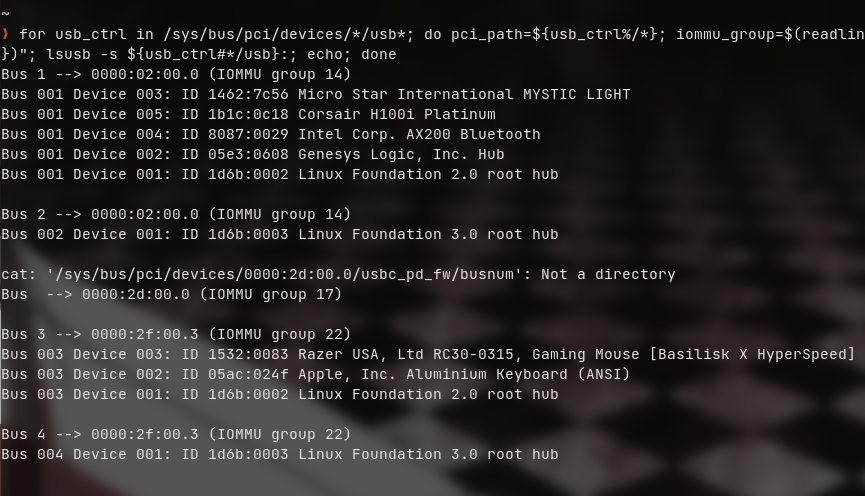 ~
❯ for usb_ctrl in /sys/bus/pci/devices/*/usb*; do pci_path=${usb_ctrl%/*}; iommu_group=$(readlin
})"; lsusb -s ${usb_ctrl#*/usb}:; echo; done
Bus 1 --> 0000:02:00.0 (IOMMU group 14)
Bus 001 Device 003: ID 1462:7c56 Micro Star International MYSTIC LIGHT
Bus 001 Device 005: ID 1b1c:0c18 Corsair H100i Platinum
Bus 001 Device 004: ID 8087:0029 Intel Corp. AX200 Bluetooth
Bus 001 Device 002: ID 05e3:0608 Genesys Logic, Inc. Hub
Bus 001 Device 001: ID 1d6b:0002 Linux Foundation 2.0 root hub
Bus 2 --> 0000:02:00.0 (IOMMU group 14)
Bus 002 Device 001: ID 1d6b:0003 Linux Foundation 3.0 root hub
cat: '/sys/bus/pci/devices/0000:2d:00.0/usbc_pd_fw/busnum': Not a directory
Bus  --> 0000:2d:00.0 (IOMMU group 17)
Bus 3 --> 0000:2f:00.3 (IOMMU group 22)
Bus 003 Device 003: ID 1532:0083 Razer USA, Ltd RC30-0315, Gaming Mouse [Basilisk X HyperSpeed]
Bus 003 Device 002: ID 05ac:024f Apple, Inc. Aluminium Keyboard (ANSI)
Bus 003 Device 001: ID 1d6b:0002 Linux Foundation 2.0 root hub
Bus 4 --> 0000:2f:00.3 (IOMMU group 22)
Bus 004 Device 001: ID 1d6b:0003 Linux Foundation 3.0 root hub